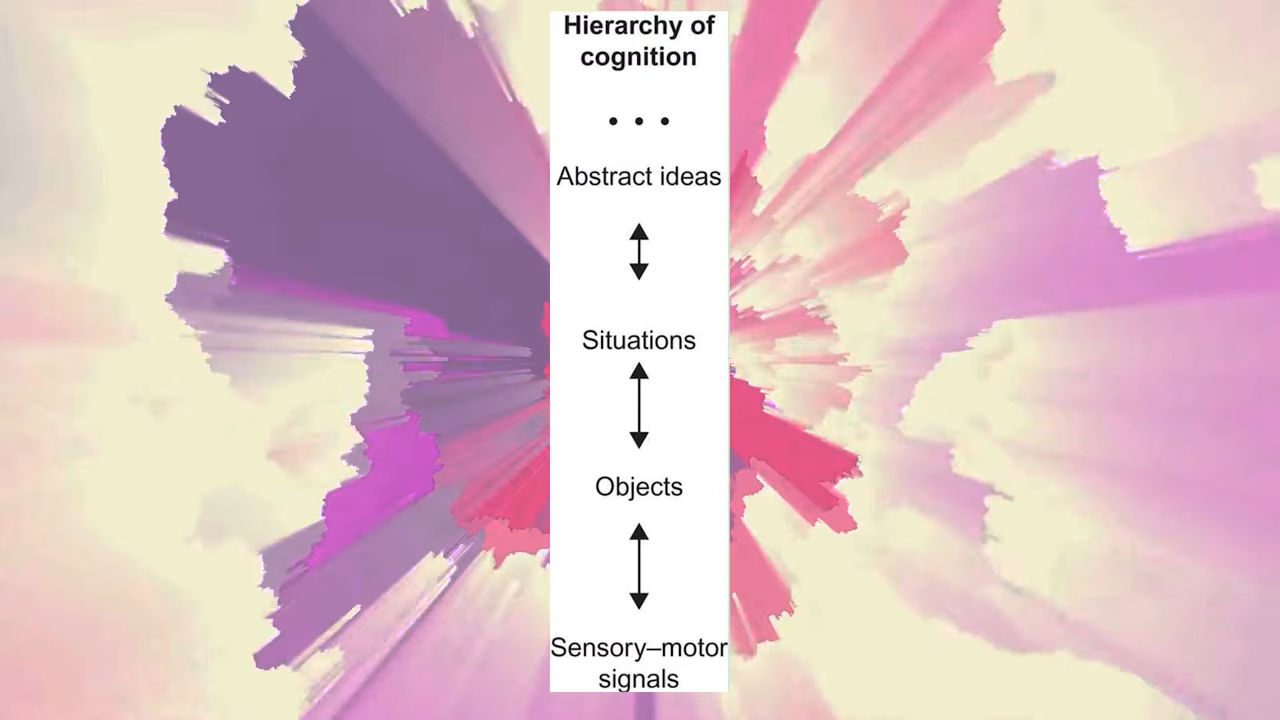 Hierarchy of
cognition
• • •
Abstract ideas
Situations
Objects
Sensory–motor
signals